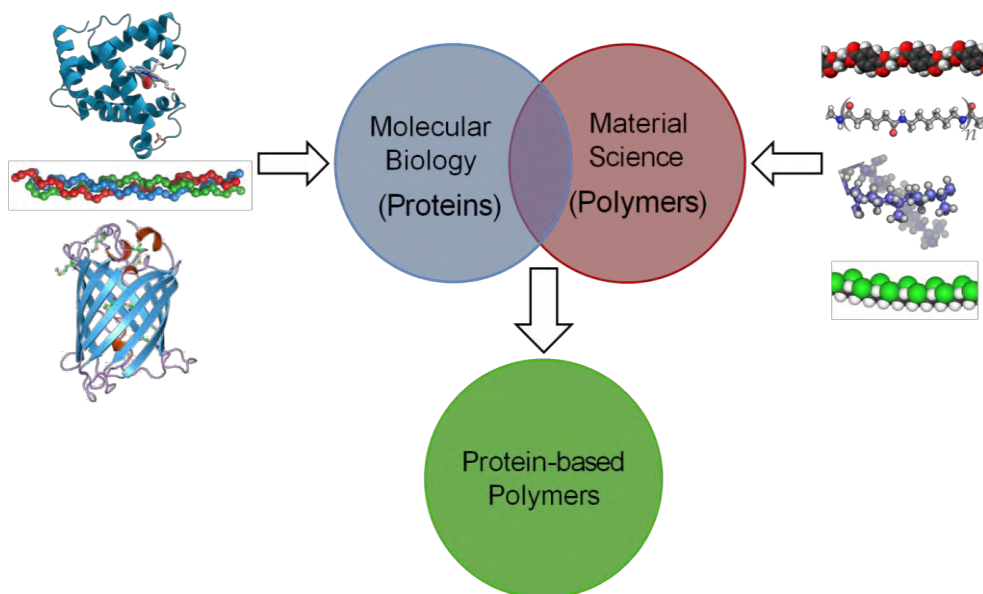 Molecular
Biology
(Proteins)
Material
Science
(Polymers)
n
Protein-based
Polymers